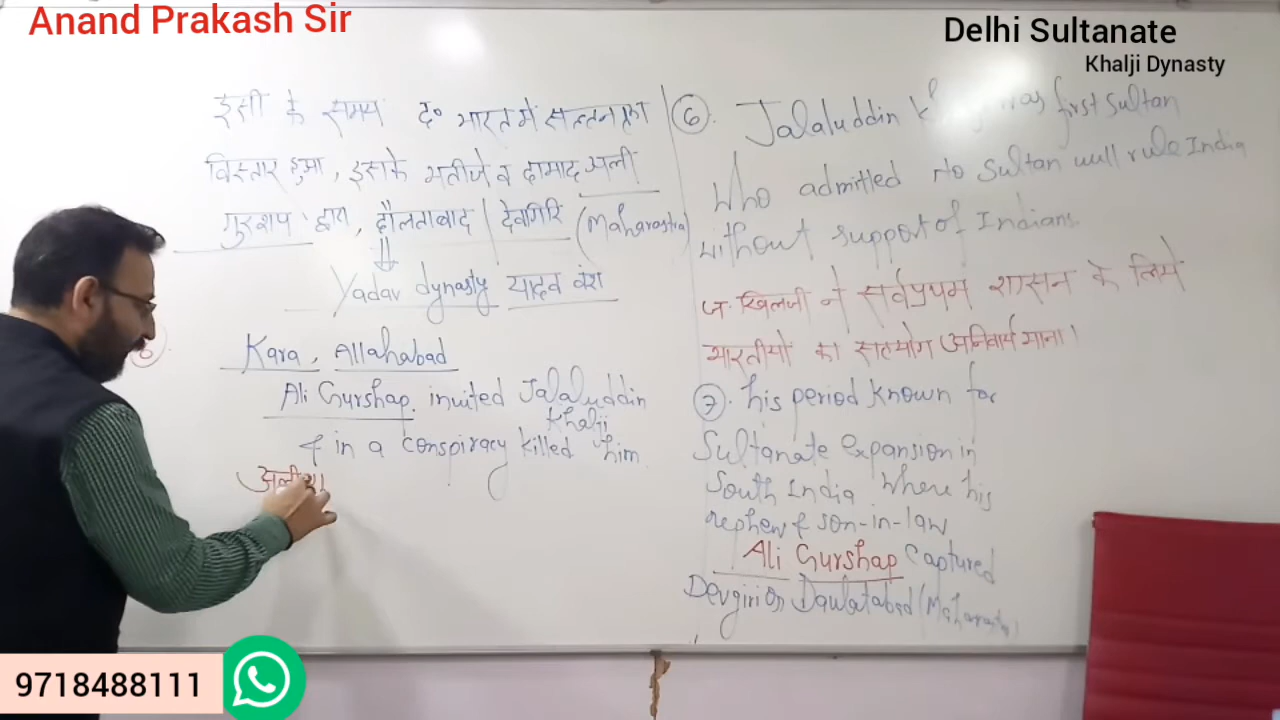 Anand Prakash Sir
Delhi Sultanate
Khalji Dynasty
इसी के समय द० भारत में सल्तनत का
विस्तार हुआ, इसके भतीजे व दामाद अली
गुरशप द्वारा, दौलताबाद / देवगिरि (Maharastra)
Yadav dynasty यादव वंश
Kara, Allahabad
Ali Gurshap invited Jalaluddin
Khalji
& in a conspiracy killed him
अली
6. Jalaluddin was first Sultan
who admitted No Sultan will rule India
without support of Indians.
ज. खिलजी ने सर्वप्रथम शासन के लिये
भारतीयों का सहयोग अनिवार्य माना।
7. his period known for
Sultanate expansion in
South India where his
nephew & son-in-law
Ali Gurshap captured
Devgiri or Daulatabad (Maharastra)
9718488111